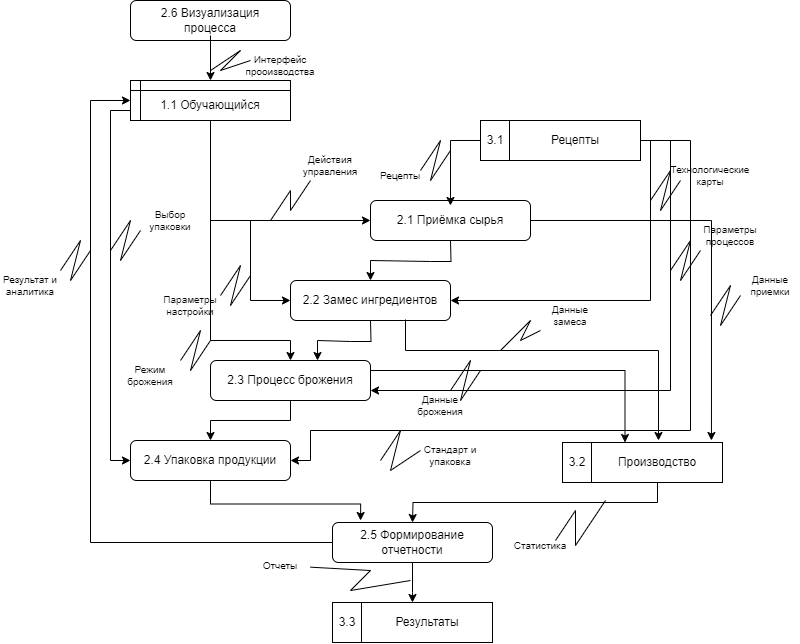 2.6 Визуализация
процесса
Интерфейс
прооизводства
1.1 Обучающийся
3.1
Рецепты
Действия
управления
Рецепты
Технологические
карты
2.1 Приёмка сырья
Выбор
упаковки
Параметры
процессов
Результат и
аналитика
Параметры
настройки
2.2 Замес ингредиентов
Данные
приемки
Данные
замеса
Режим
брожения
2.3 Процесс брожения
Данные
брожения
2.4 Упаковка продукции
Стандарт и
упаковка
3.2
Производство
2.5 Формирование
отчетности
Статистика
Отчеты
3.3
Результаты